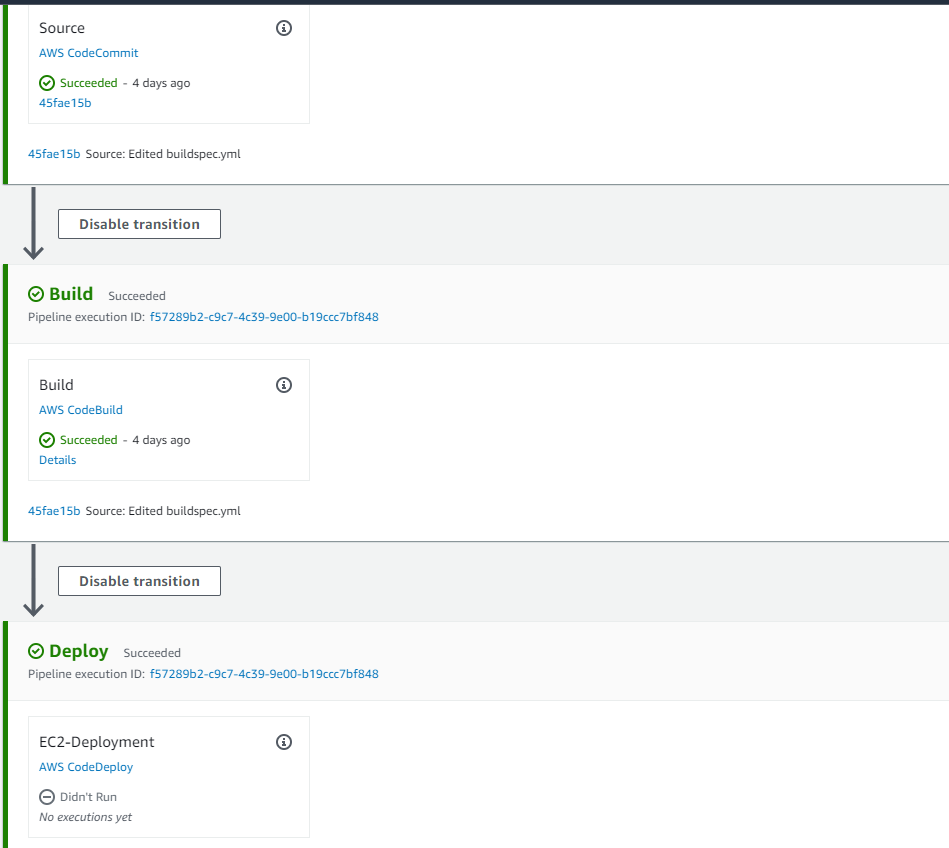 Source
AWS CodeCommit
Succeeded - 4 days ago
45fae15b
45fae15b Source: Edited buildspec.yml
Disable transition
Build Succeeded
Pipeline execution ID: f57289b2-c9c7-4c39-9e00-b19ccc7bf848
Build
AWS CodeBuild
Succeeded - 4 days ago
Details
45fae15b Source: Edited buildspec.yml
Disable transition
Deploy Succeeded
Pipeline execution ID: f57289b2-c9c7-4c39-9e00-b19ccc7bf848
EC2-Deployment
AWS CodeDeploy
Didn't Run
No executions yet